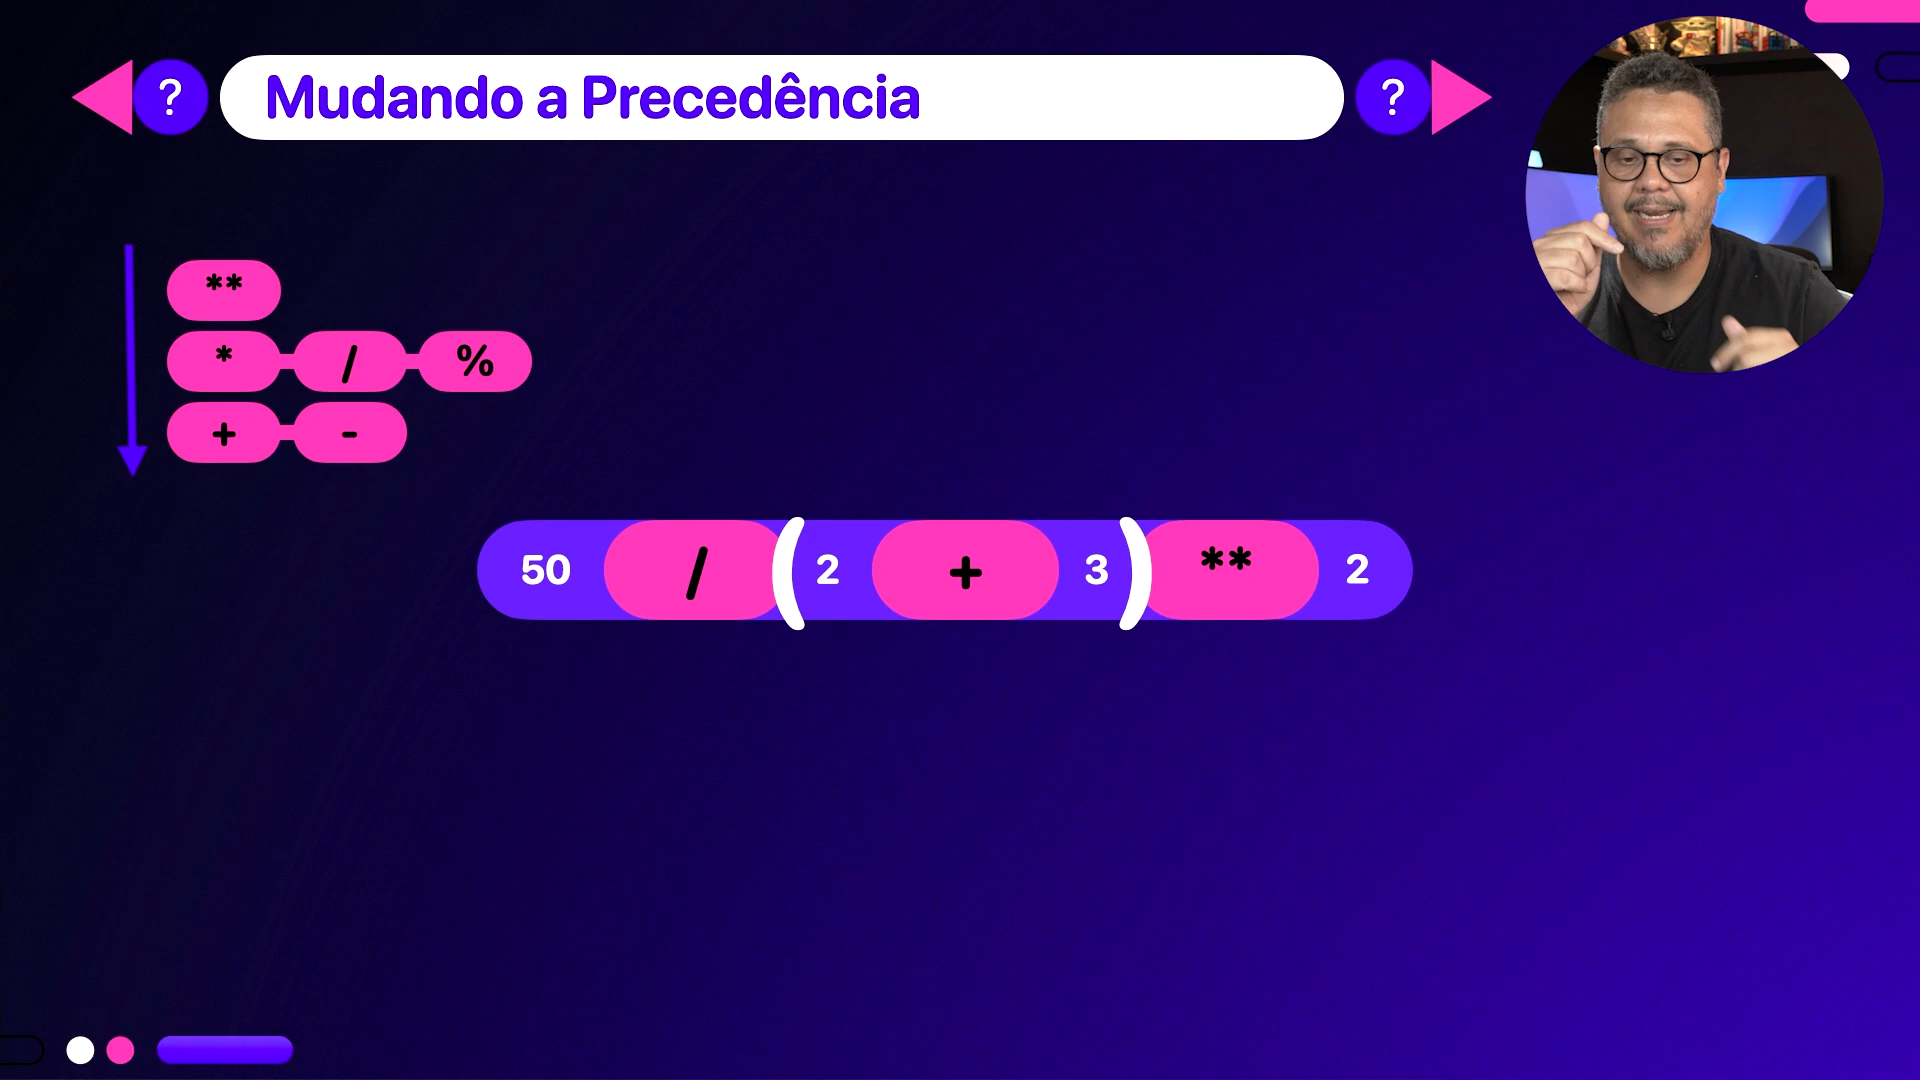 ? Mudando a Precedência ?
**
* / %
+ -
50 / ( 2 + 3 ) ** 2